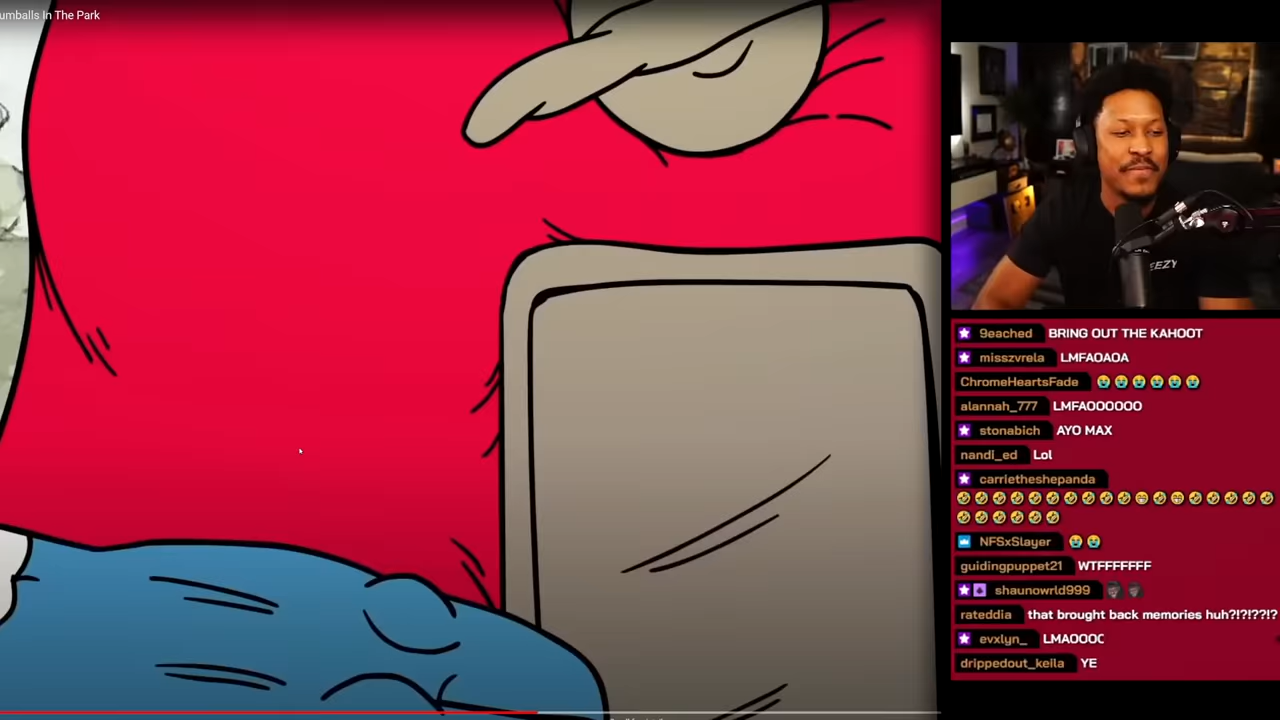 umballs In The Park
EEZY
9eached BRING OUT THE KAHOOT
misszvrela LMFAOAOA
ChromeHeartsFade 😭😭😭😭😭😭
alannah_777 LMFAOOOOOO
stonabich AYO MAX
nandi_ed Lol
carrietheshepanda
🤣🤣🤣🤣🤣🤣🤣🤣🤣🤣😁🤣😁🤣🤣🤣🤣🤣
🤣🤣🤣🤣🤣🤣
NFSxSlayer 😭😭
guidingpuppet21 WTFFFFFFF
shaunowrld999
rateddia that brought back memories huh?!?!??!?
evxlyn_ LMAOOOC
drippedout_keila YE